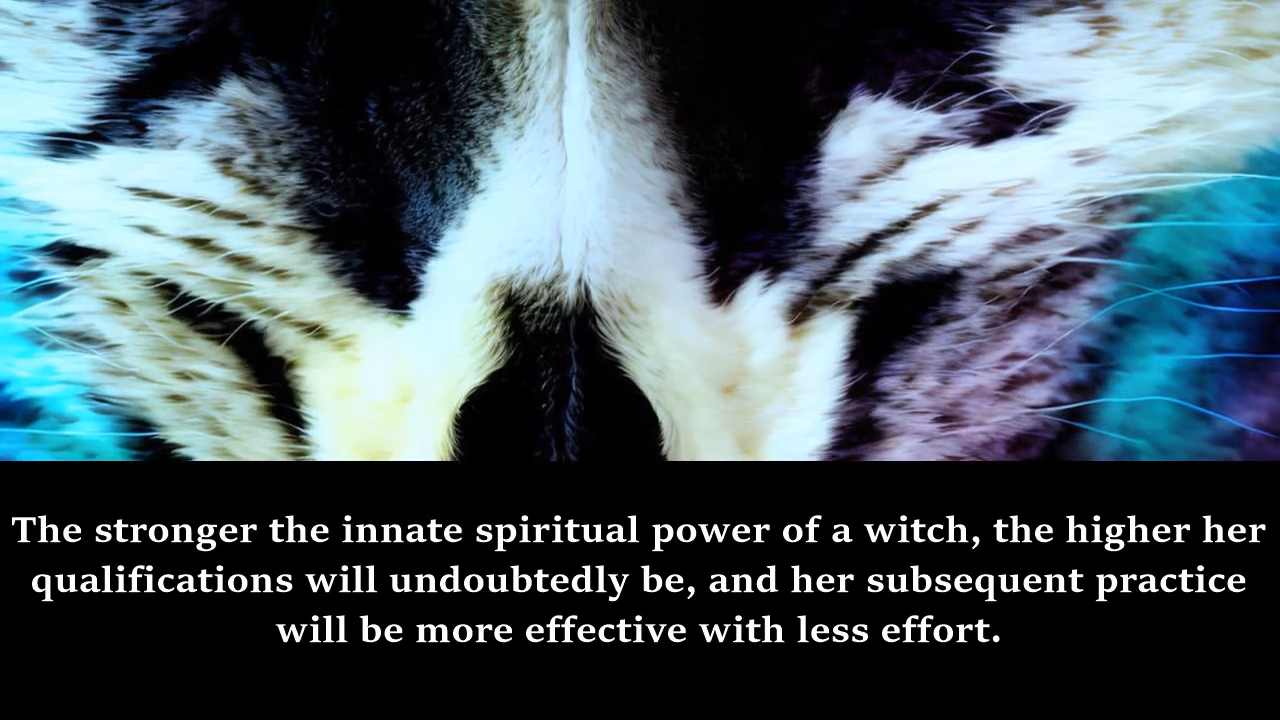 The stronger the innate spiritual power of a witch, the higher her
qualifications will undoubtedly be, and her subsequent practice
will be more effective with less effort.